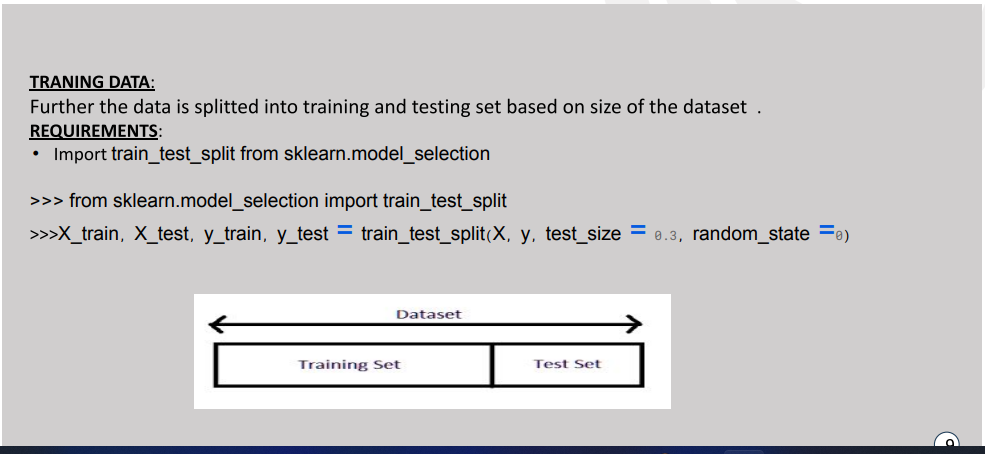 TRANING DATA:
Further the data is splitted into training and testing set based on size of the dataset .
REQUIREMENTS:
• Import train_test_split from sklearn.model_selection
>>> from sklearn.model_selection import train_test_split
>>>X_train, X_test, y_train, y_test = train_test_split(X, y, test_size = 0.3, random_state =0)
Dataset
Training Set Test Set
9